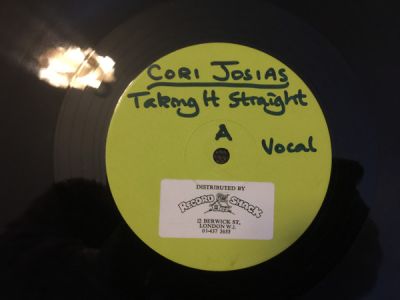 CORI JOSIAS
Taking It Straight
A
Vocal
DISTRIBUTED BY
RECORD SHACK
12 BERWICK ST,
LONDON W.1.
01-437 3655